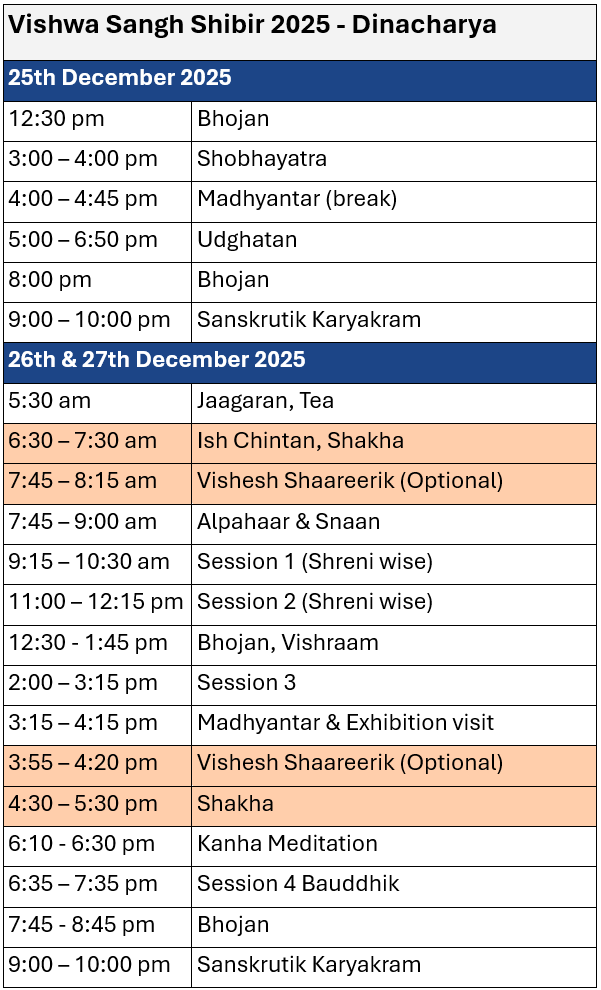 Vishwa Sangh Shibir 2025 - Dinacharya
25th December 2025
12:30 pm Bhojan
3:00 – 4:00 pm Shobhayatra
4:00 – 4:45 pm Madhyantar (break)
5:00 – 6:50 pm Udghatan
8:00 pm Bhojan
9:00 – 10:00 pm Sanskrutik Karyakram
26th & 27th December 2025
5:30 am Jaagaran, Tea
6:30 – 7:30 am Ish Chintan, Shakha
7:45 – 8:15 am Vishesh Shaareerik (Optional)
7:45 – 9:00 am Alpahaar & Snaan
9:15 – 10:30 am Session 1 (Shreni wise)
11:00 – 12:15 pm Session 2 (Shreni wise)
12:30 - 1:45 pm Bhojan, Vishraam
2:00 – 3:15 pm Session 3
3:15 – 4:15 pm Madhyantar & Exhibition visit
3:55 – 4:20 pm Vishesh Shaareerik (Optional)
4:30 – 5:30 pm Shakha
6:10 - 6:30 pm Kanha Meditation
6:35 – 7:35 pm Session 4 Bauddhik
7:45 - 8:45 pm Bhojan
9:00 – 10:00 pm Sanskrutik Karyakram